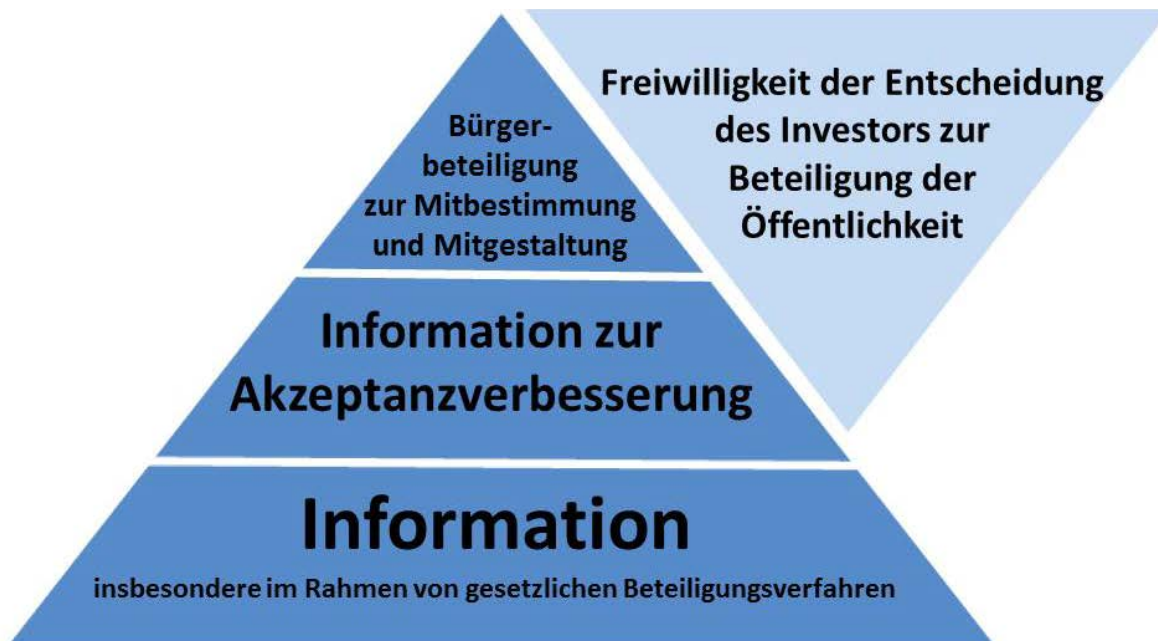 Bürger-
beteiligung
zur Mitbestimmung
und Mitgestaltung
Freiwilligkeit der Entscheidung
des Investors zur
Beteiligung der
Öffentlichkeit
Information zur
Akzeptanzverbesserung
Information
insbesondere im Rahmen von gesetzlichen Beteiligungsverfahren